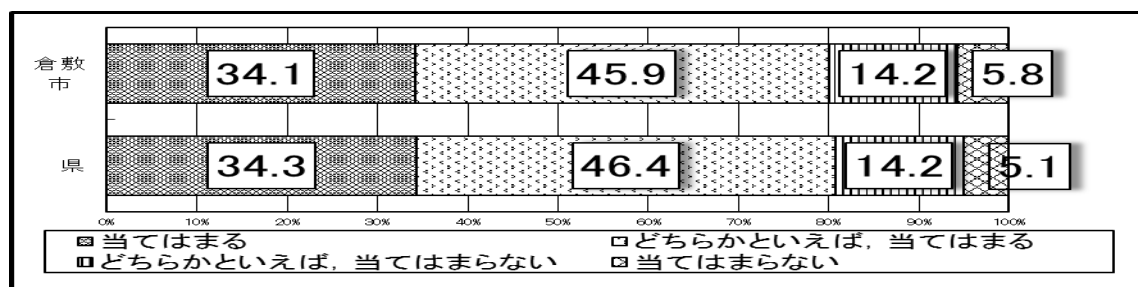 倉敷市
34.1 45.9 14.2 5.8
県
34.3 46.4 14.2 5.1
0% 10% 20% 30% 40% 50% 60% 70% 80% 90% 100%
当てはまる どちらかといえば，当てはまる
どちらかといえば，当てはまらない 当てはまらない